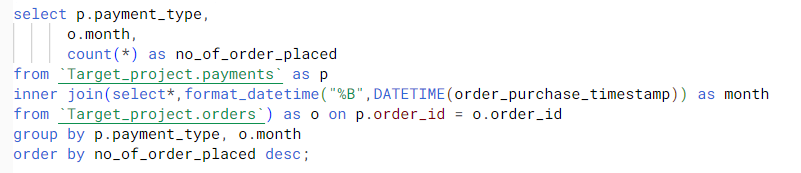 select p.payment_type,
o.month,
count(*) as no_of_order_placed
from `Target_project.payments` as p
inner join(select*,format_datetime("%B",DATETIME(order_purchase_timestamp)) as month
from `Target_project.orders`) as o on p.order_id = o.order_id
group by p.payment_type, o.month
order by no_of_order_placed desc;